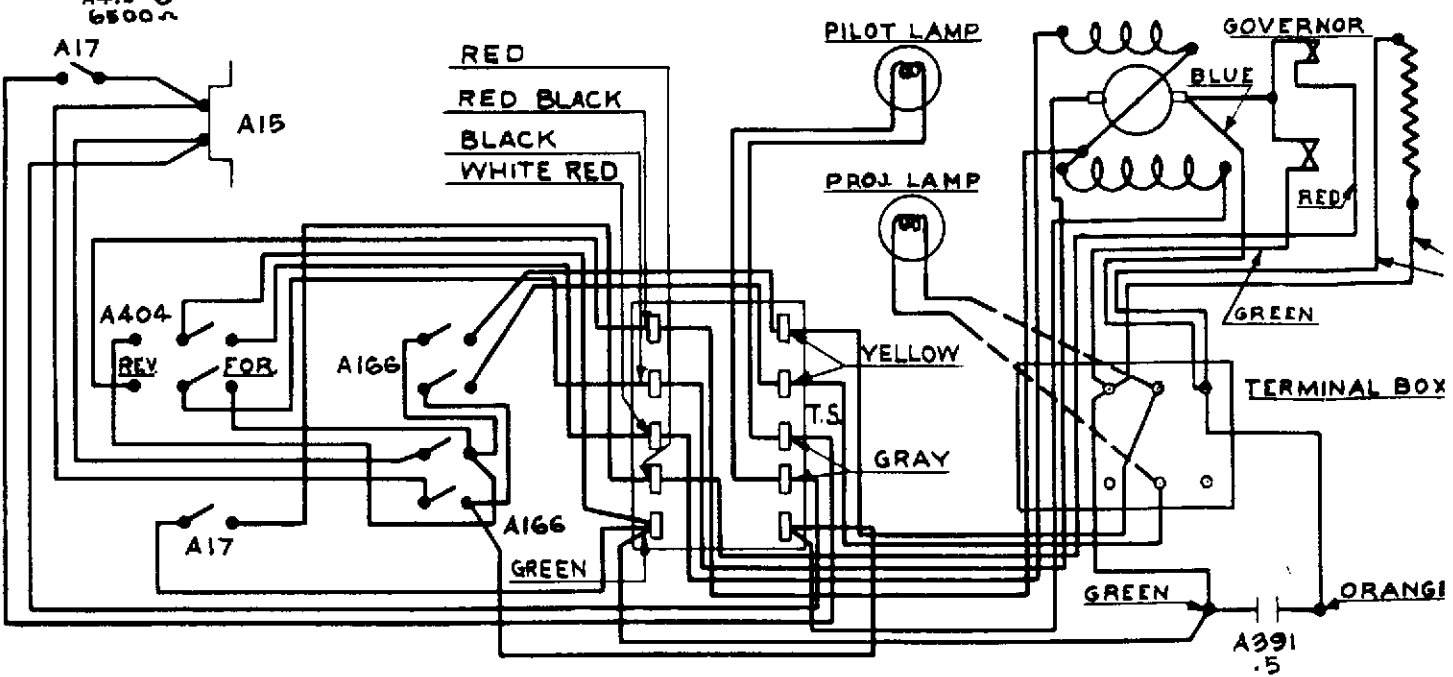 6500Ω
A17
A15
RED
RED BLACK
BLACK
WHITE RED
PILOT LAMP
PROJ. LAMP
GOVERNOR
BLUE
RED
GREEN
A404
REV.
FOR.
A166
YELLOW
T.S.
GRAY
TERMINAL BOX
A17
A166
GREEN
GREEN
ORANGE
A391
.5